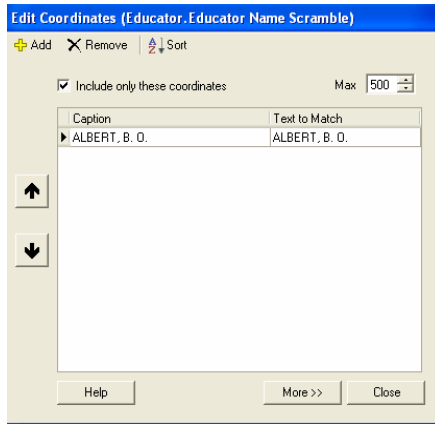 Edit Coordinates (Educator.Educator Name Scramble)
Add Remove A Z Sort
Include only these coordinates Max 500
Caption Text to Match
ALBERT, B. O. ALBERT, B. O.
Help More >> Close